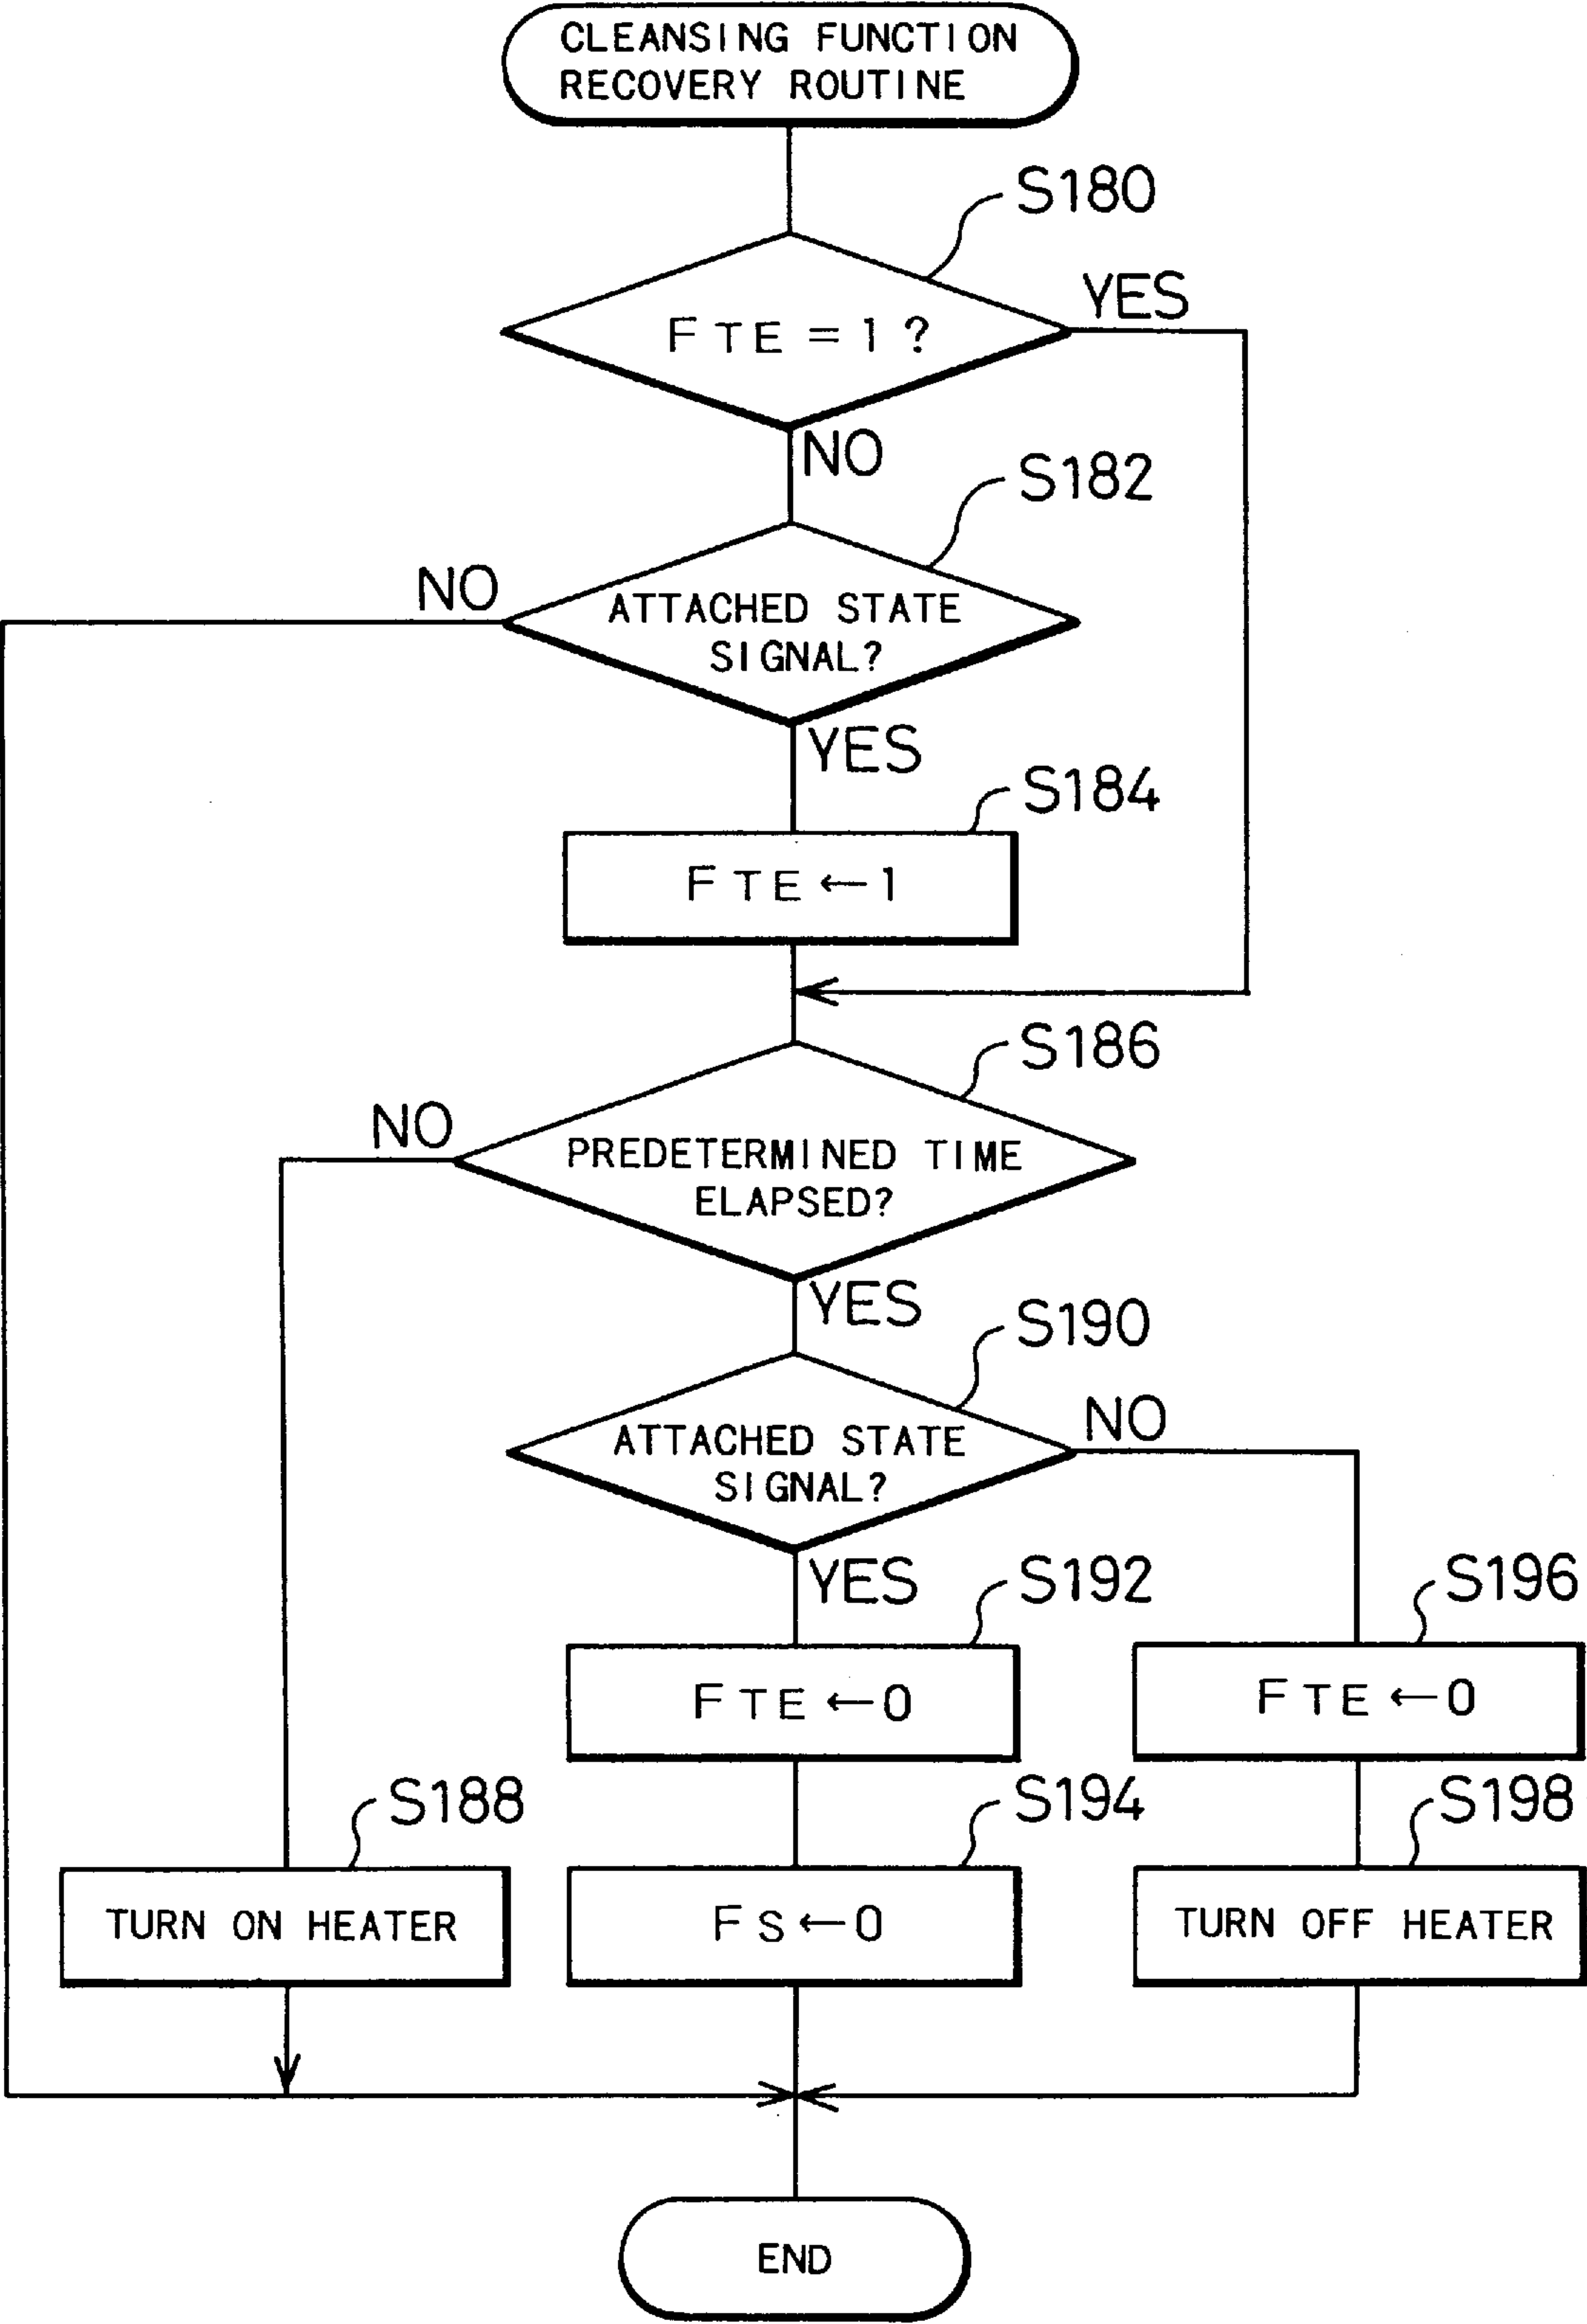 CLEANSING FUNCTION
RECOVERY ROUTINE
S180
FTE = 1 ?
YES
NO
S182
ATTACHED STATE
SIGNAL?
NO
YES
S184
FTE ← 1
S186
PREDETERMINED TIME
ELAPSED?
NO
YES
S190
ATTACHED STATE
SIGNAL?
NO
YES
S192
FTE ← 0
S196
FTE ← 0
S188
TURN ON HEATER
S194
FS ← 0
S198
TURN OFF HEATER
END